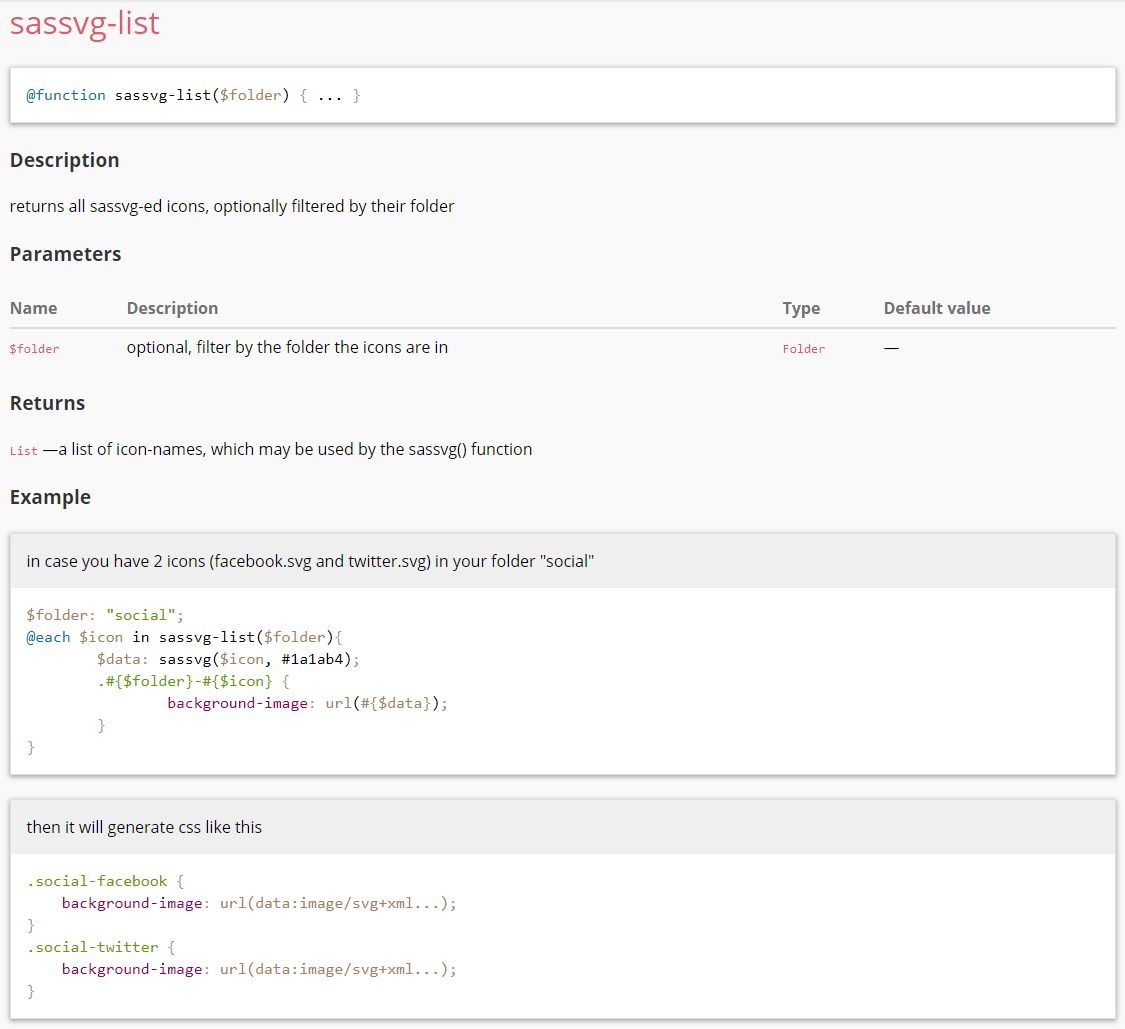 sassvg-list
@function sassvg-list($folder) { ... }
Description
returns all sassvg-ed icons, optionally filtered by their folder
Parameters
Name Description Type Default value
$folder optional, filter by the folder the icons are in Folder —
Returns
List —a list of icon-names, which may be used by the sassvg() function
Example
in case you have 2 icons (facebook.svg and twitter.svg) in your folder "social"
$folder: "social";
@each $icon in sassvg-list($folder){
        $data: sassvg($icon, #1a1ab4);
        .#{$folder}-#{$icon} {
                background-image: url(#{$data});
        }
}
then it will generate css like this
.social-facebook {
    background-image: url(data:image/svg+xml...);
}
.social-twitter {
    background-image: url(data:image/svg+xml...);
}